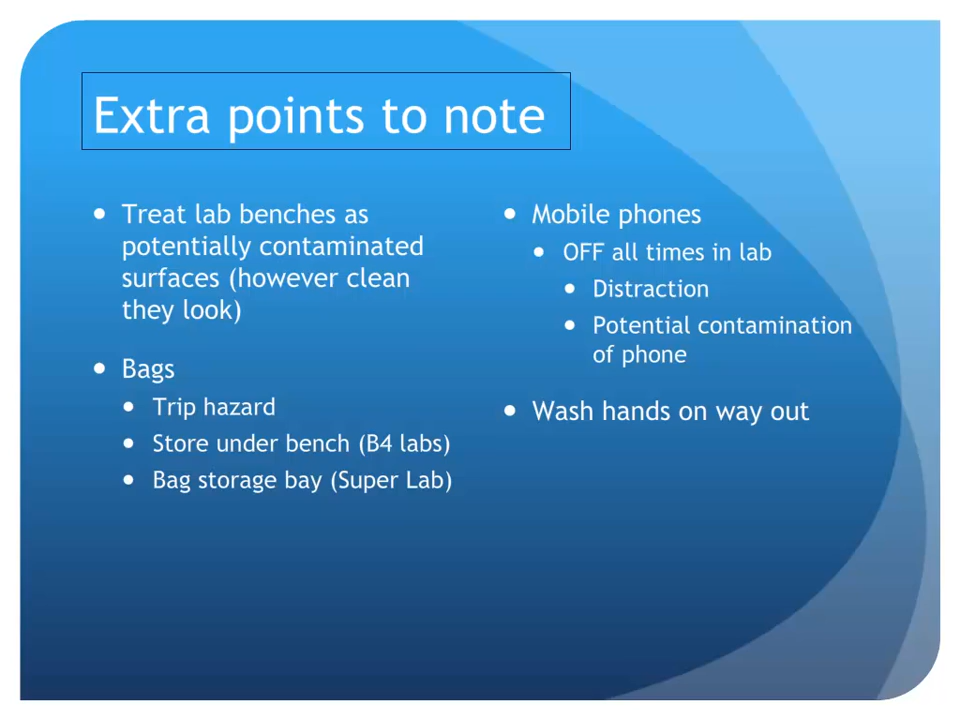 Extra points to note
Treat lab benches as
potentially contaminated
surfaces (however clean
they look)
Bags
Trip hazard
Store under bench (B4 labs)
Bag storage bay (Super Lab)
Mobile phones
OFF all times in lab
Distraction
Potential contamination
of phone
Wash hands on way out